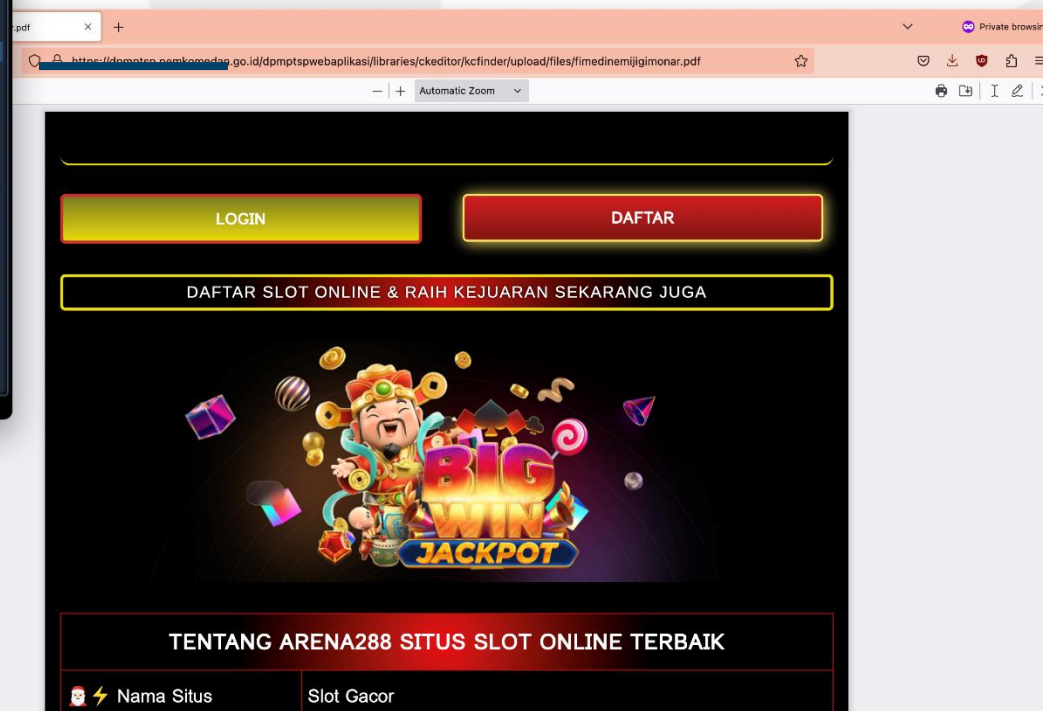 .pdf
Private browsin
https://dpmptsp.pemkomedan.go.id/dpmptspwebaplikasi/libraries/ckeditor/kcfinder/upload/files/fimedinemijigimonar.pdf
Automatic Zoom
LOGIN
DAFTAR
DAFTAR SLOT ONLINE & RAIH KEJUARAN SEKARANG JUGA
BIG
WIN
JACKPOT
TENTANG ARENA288 SITUS SLOT ONLINE TERBAIK
Nama Situs
Slot Gacor